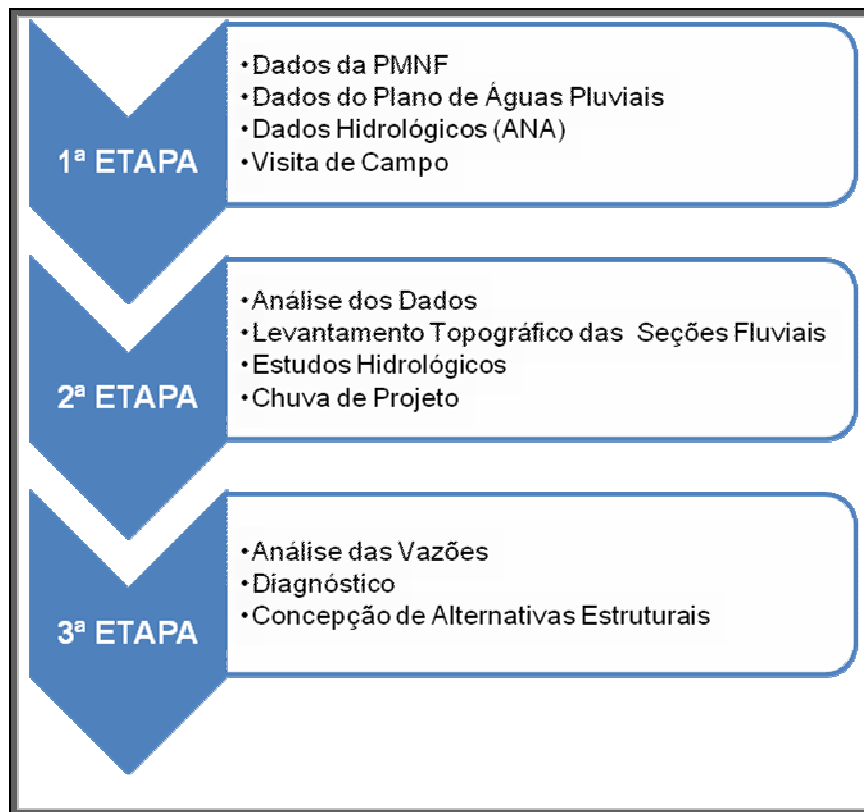 1ª ETAPA
•Dados da PMNF
•Dados do Plano de Águas Pluviais
•Dados Hidrológicos (ANA)
•Visita de Campo
2ª ETAPA
•Análise dos Dados
•Levantamento Topográfico das Seções Fluviais
•Estudos Hidrológicos
•Chuva de Projeto
3ª ETAPA
•Análise das Vazões
•Diagnóstico
•Concepção de Alternativas Estruturais